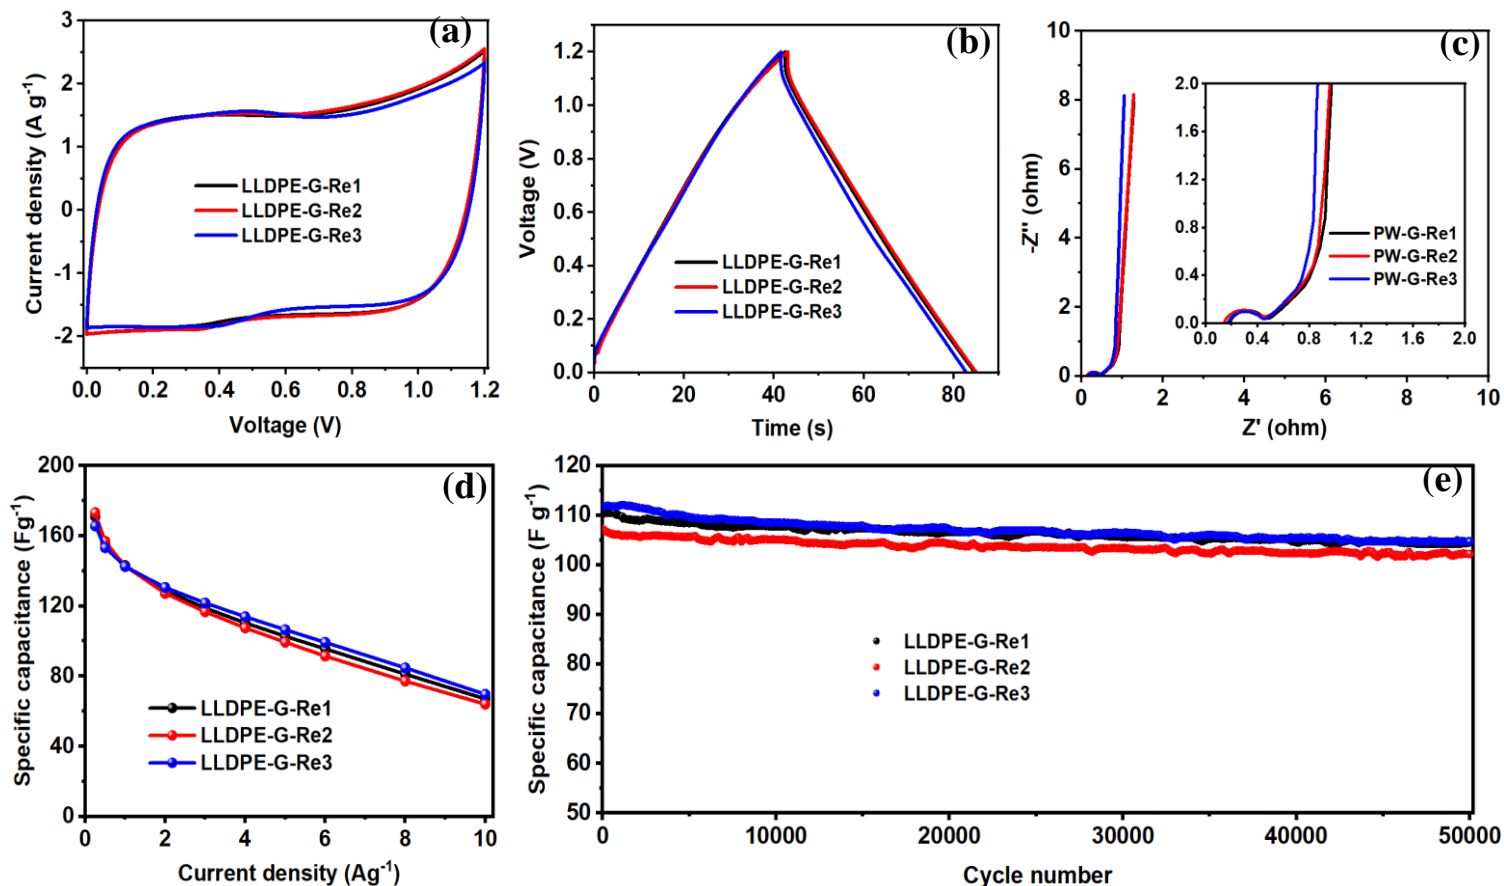 (a)
3
2
1
0
-1
-2
Current density (A g-1)
LLDPE-G-Re1
LLDPE-G-Re2
LLDPE-G-Re3
0.0 0.2 0.4 0.6 0.8 1.0 1.2
Voltage (V)
(b)
1.2
1.0
0.8
0.6
0.4
0.2
0.0
Voltage (V)
LLDPE-G-Re1
LLDPE-G-Re2
LLDPE-G-Re3
0 20 40 60 80
Time (s)
(c)
10
8
6
4
2
0
-Z'' (ohm)
2.0
1.6
1.2
0.8
0.4
0.0
PW-G-Re1
PW-G-Re2
PW-G-Re3
0.0 0.4 0.8 1.2 1.6 2.0
0 2 4 6 8 10
Z' (ohm)
(d)
200
160
120
80
40
0
Specific capacitance (Fg-1)
LLDPE-G-Re1
LLDPE-G-Re2
LLDPE-G-Re3
0 2 4 6 8 10
Current density (Ag-1)
(e)
120
110
100
90
80
70
60
50
Specific capacitance (F g-1)
LLDPE-G-Re1
LLDPE-G-Re2
LLDPE-G-Re3
0 10000 20000 30000 40000 50000
Cycle number